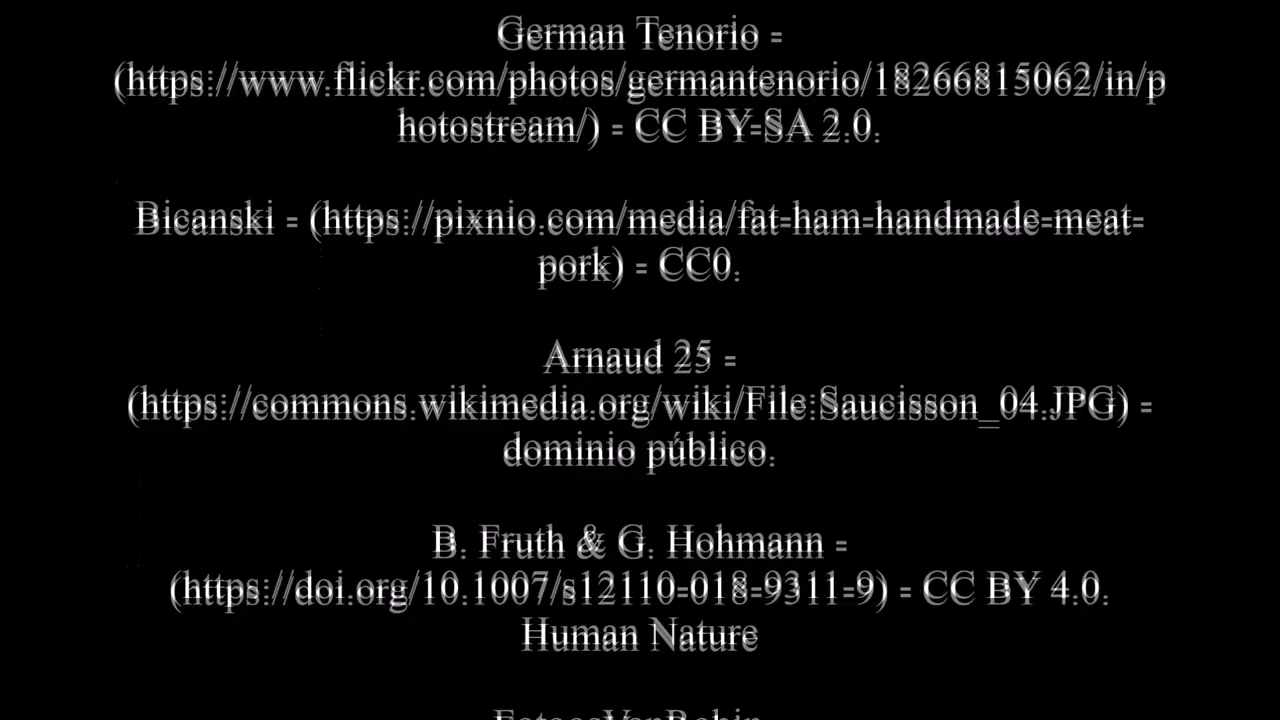 German Tenorio -
(https://www.flickr.com/photos/germantenorio/18266815062/in/p
hotostream/) - CC BY-SA 2.0.
Bicanski - (https://pixnio.com/media/fat-ham-handmade-meat-
pork) - CC0.
Arnaud 25 -
(https://commons.wikimedia.org/wiki/File:Saucisson_04.JPG) -
dominio público.
B. Fruth & G. Hohmann -
(https://doi.org/10.1007/s12110-018-9311-9) - CC BY 4.0.
Human Nature